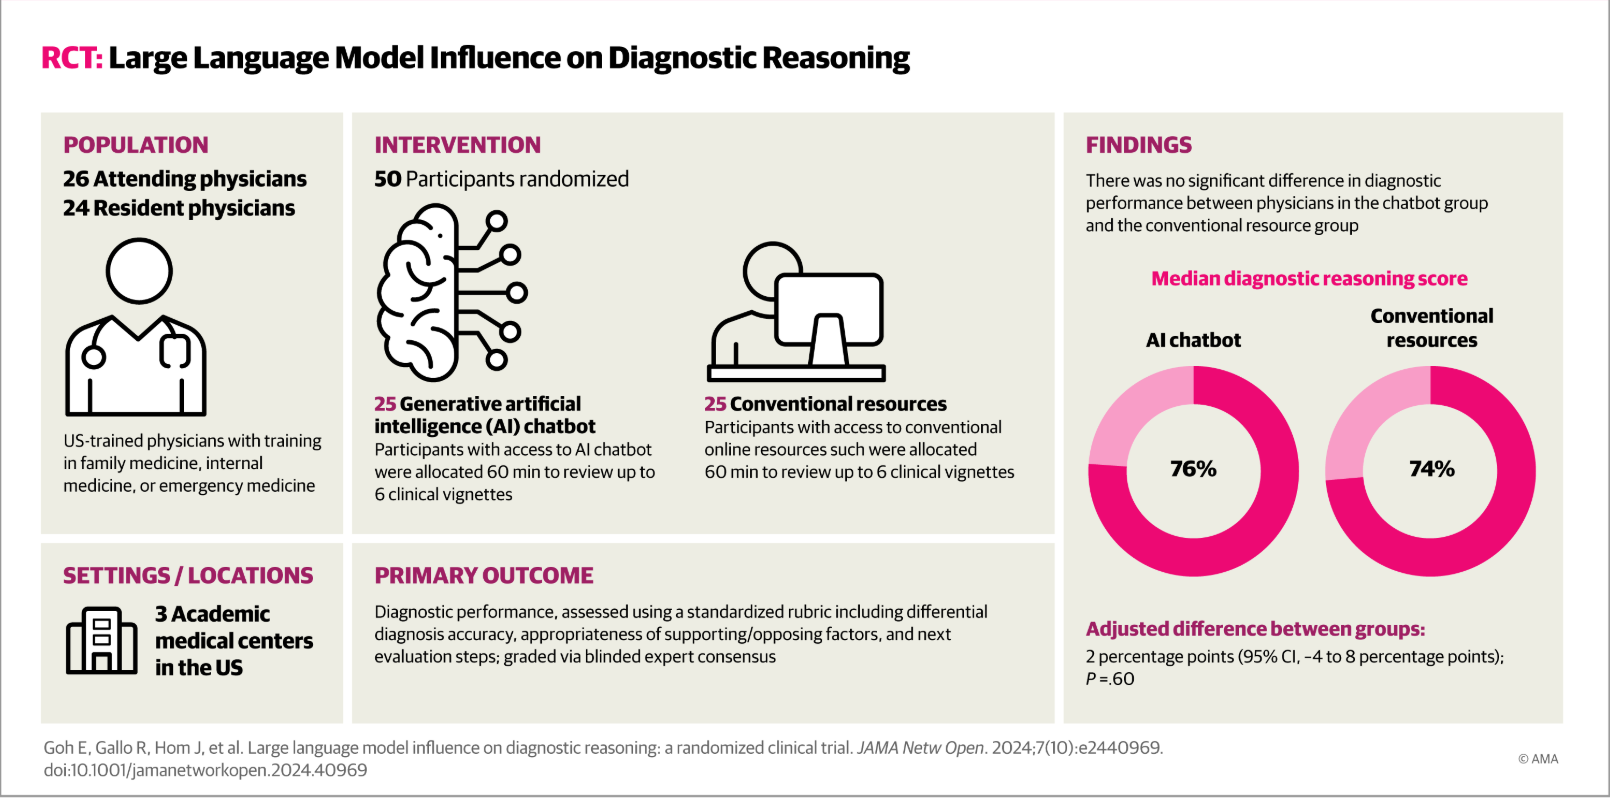 RCT: Large Language Model Influence on Diagnostic Reasoning
POPULATION
26 Attending physicians
24 Resident physicians
US-trained physicians with training
in family medicine, internal
medicine, or emergency medicine
INTERVENTION
50 Participants randomized
25 Generative artificial
intelligence (AI) chatbot
Participants with access to AI chatbot
were allocated 60 min to review up to
6 clinical vignettes
25 Conventional resources
Participants with access to conventional
online resources such were allocated
60 min to review up to 6 clinical vignettes
FINDINGS
There was no significant difference in diagnostic
performance between physicians in the chatbot group
and the conventional resource group
Median diagnostic reasoning score
AI chatbot
76%
Conventional
resources
74%
Adjusted difference between groups:
2 percentage points (95% CI, −4 to 8 percentage points);
P =.60
SETTINGS / LOCATIONS
3 Academic
medical centers
in the US
PRIMARY OUTCOME
Diagnostic performance, assessed using a standardized rubric including differential
diagnosis accuracy, appropriateness of supporting/opposing factors, and next
evaluation steps; graded via blinded expert consensus
Goh E, Gallo R, Hom J, et al. Large language model influence on diagnostic reasoning: a randomized clinical trial. JAMA Netw Open. 2024;7(10):e2440969.
doi:10.1001/jamanetworkopen.2024.40969
© AMA